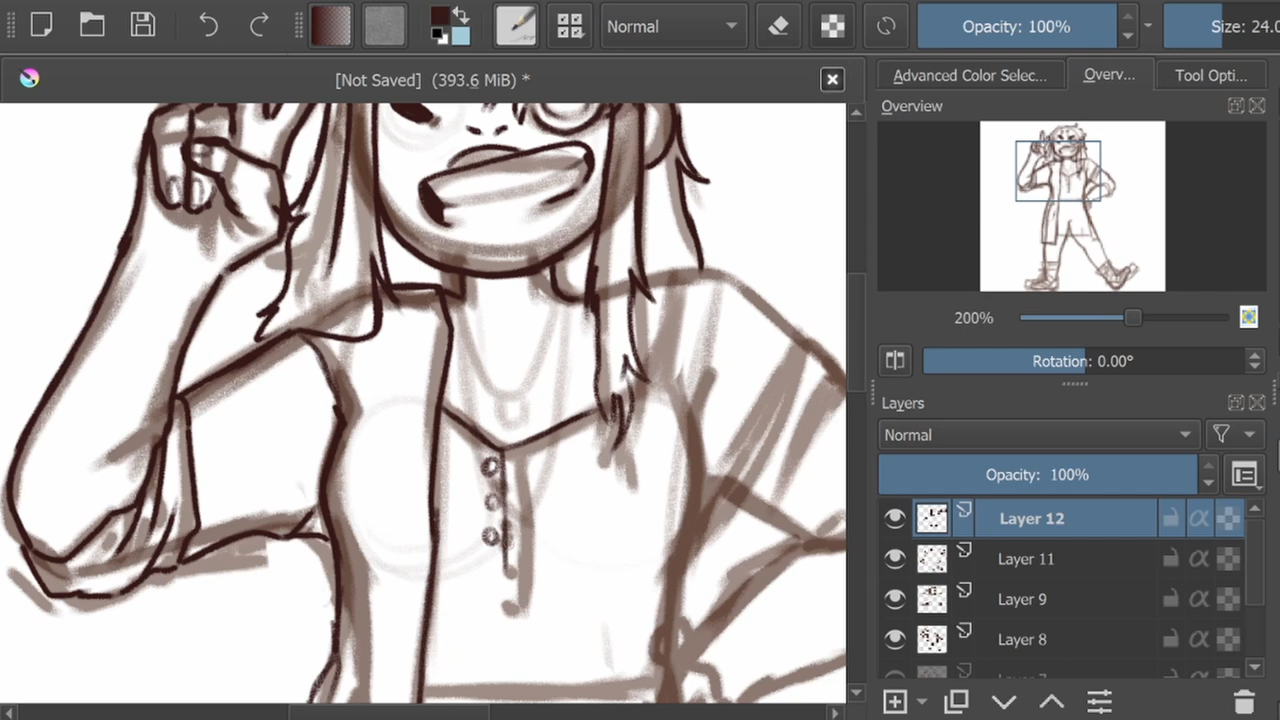 Normal
Opacity: 100%
Size: 24.0
[Not Saved] (393.6 MiB) *
Advanced Color Selec...
Overv...
Tool Opti...
Overview
200%
Rotation: 0.00°
Layers
Normal
Opacity: 100%
Layer 12
Layer 11
Layer 9
Layer 8